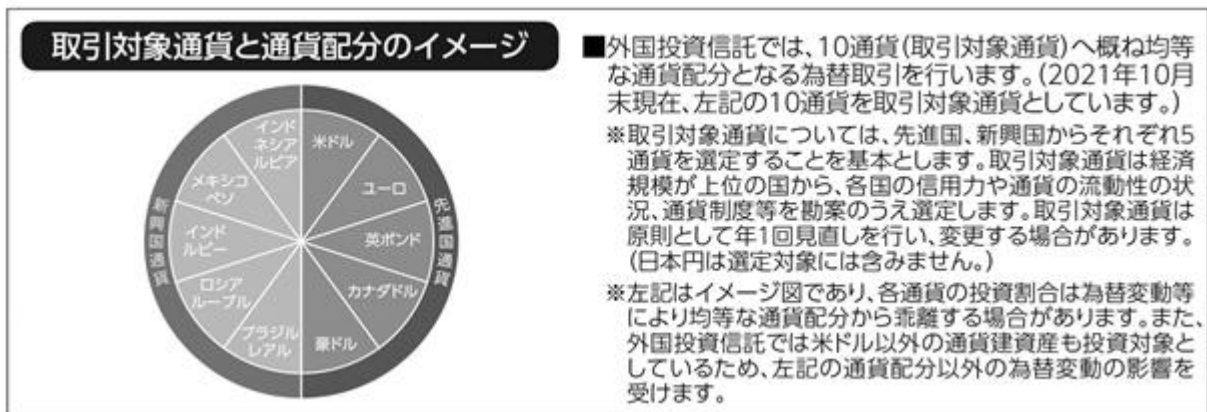 取引対象通貨と通貨配分のイメージ
インド
ネシア
ルピア
米ドル
メキシコ
ペソ
ユーロ
新興国通貨
先進国通貨
インド
ルピー
英ポンド
ロシア
ルーブル
カナダドル
ブラジル
レアル
豪ドル
■外国投資信託では、10通貨(取引対象通貨)へ概ね均等
な通貨配分となる為替取引を行います。(2021年10月
末現在、左記の10通貨を取引対象通貨としています。)
※取引対象通貨については、先進国、新興国からそれぞれ5
通貨を選定することを基本とします。取引対象通貨は経済
規模が上位の国から、各国の信用力や通貨の流動性の状
況、通貨制度等を勘案のうえ選定します。取引対象通貨は
原則として年1回見直しを行い、変更する場合があります。
(日本円は選定対象には含みません。)
※左記はイメージ図であり、各通貨の投資割合は為替変動等
により均等な通貨配分から乖離する場合があります。また、
外国投資信託では米ドル以外の通貨建資産も投資対象と
しているため、左記の通貨配分以外の為替変動の影響を
受けます。